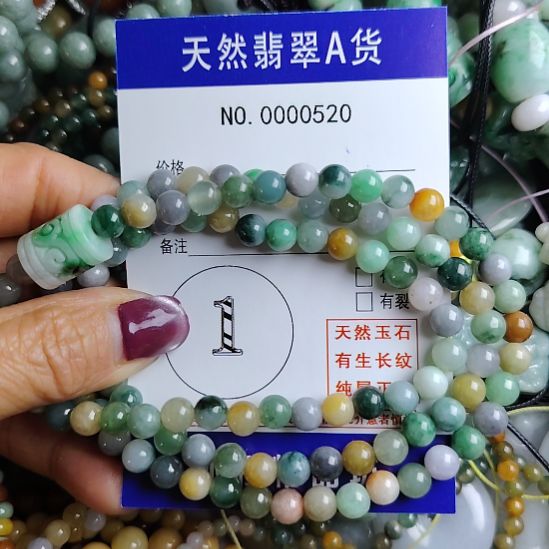 天然翡翠A货
NO.0000520
价格
备注
有裂
1
天然玉石
有生长纹